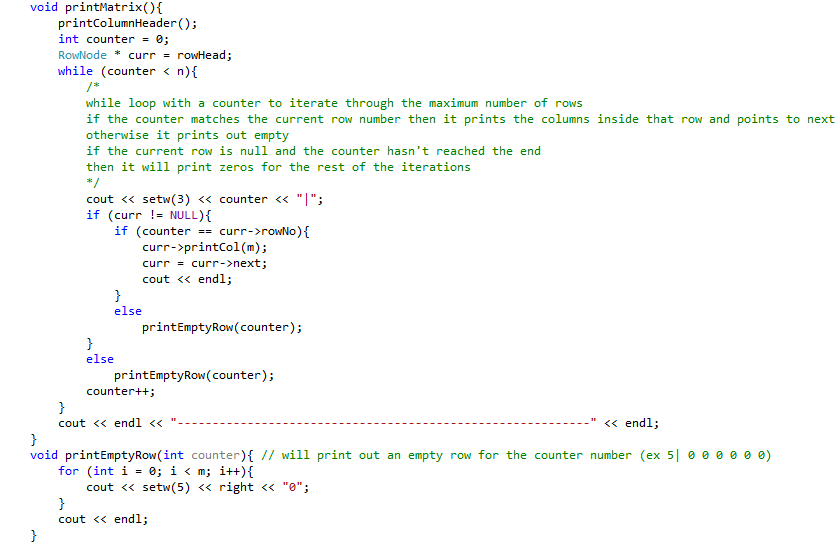 void printMatrix(){
    printColumnHeader();
    int counter = 0;
    RowNode * curr = rowHead;
    while (counter < n){
        /*
        while loop with a counter to iterate through the maximum number of rows
        if the counter matches the current row number then it prints the columns inside that row and points to next
        otherwise it prints out empty
        if the current row is null and the counter hasn't reached the end
        then it will print zeros for the rest of the iterations
        */
        cout << setw(3) << counter << "|";
        if (curr != NULL){
            if (counter == curr->rowNo){
                curr->printCol(m);
                curr = curr->next;
                cout << endl;
            }
            else
                printEmptyRow(counter);
        }
        else
            printEmptyRow(counter);
        counter++;
    }
    cout << endl << "-----------------------------------------------------------" << endl;
}
void printEmptyRow(int counter){ // will print out an empty row for the counter number (ex 5| 0 0 0 0 0 0)
    for (int i = 0; i < m; i++){
        cout << setw(5) << right << "0";
    }
    cout << endl;
}